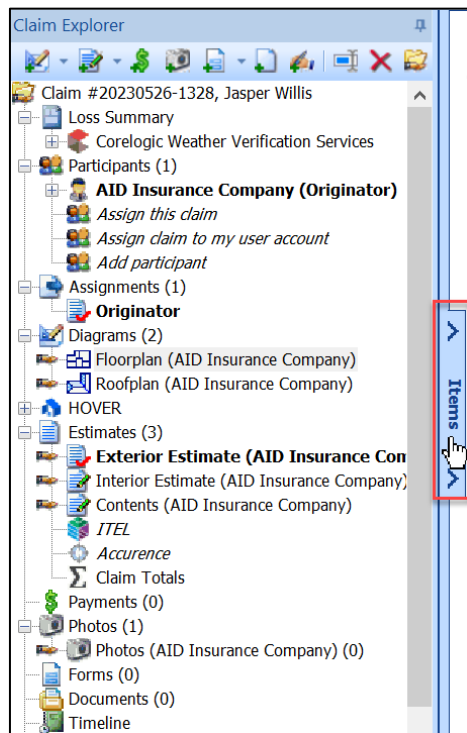 Claim Explorer
Claim #20230526-1328, Jasper Willis
Loss Summary
Corelogic Weather Verification Services
Participants (1)
AID Insurance Company (Originator)
Assign this claim
Assign claim to my user account
Add participant
Assignments (1)
Originator
Diagrams (2)
Floorplan (AID Insurance Company)
Roofplan (AID Insurance Company)
HOVER
Estimates (3)
Exterior Estimate (AID Insurance Con
Interior Estimate (AID Insurance Company)
Contents (AID Insurance Company)
ITEL
Accurence
Claim Totals
Payments (0)
Photos (1)
Photos (AID Insurance Company) (0)
Forms (0)
Documents (0)
Timeline
Items